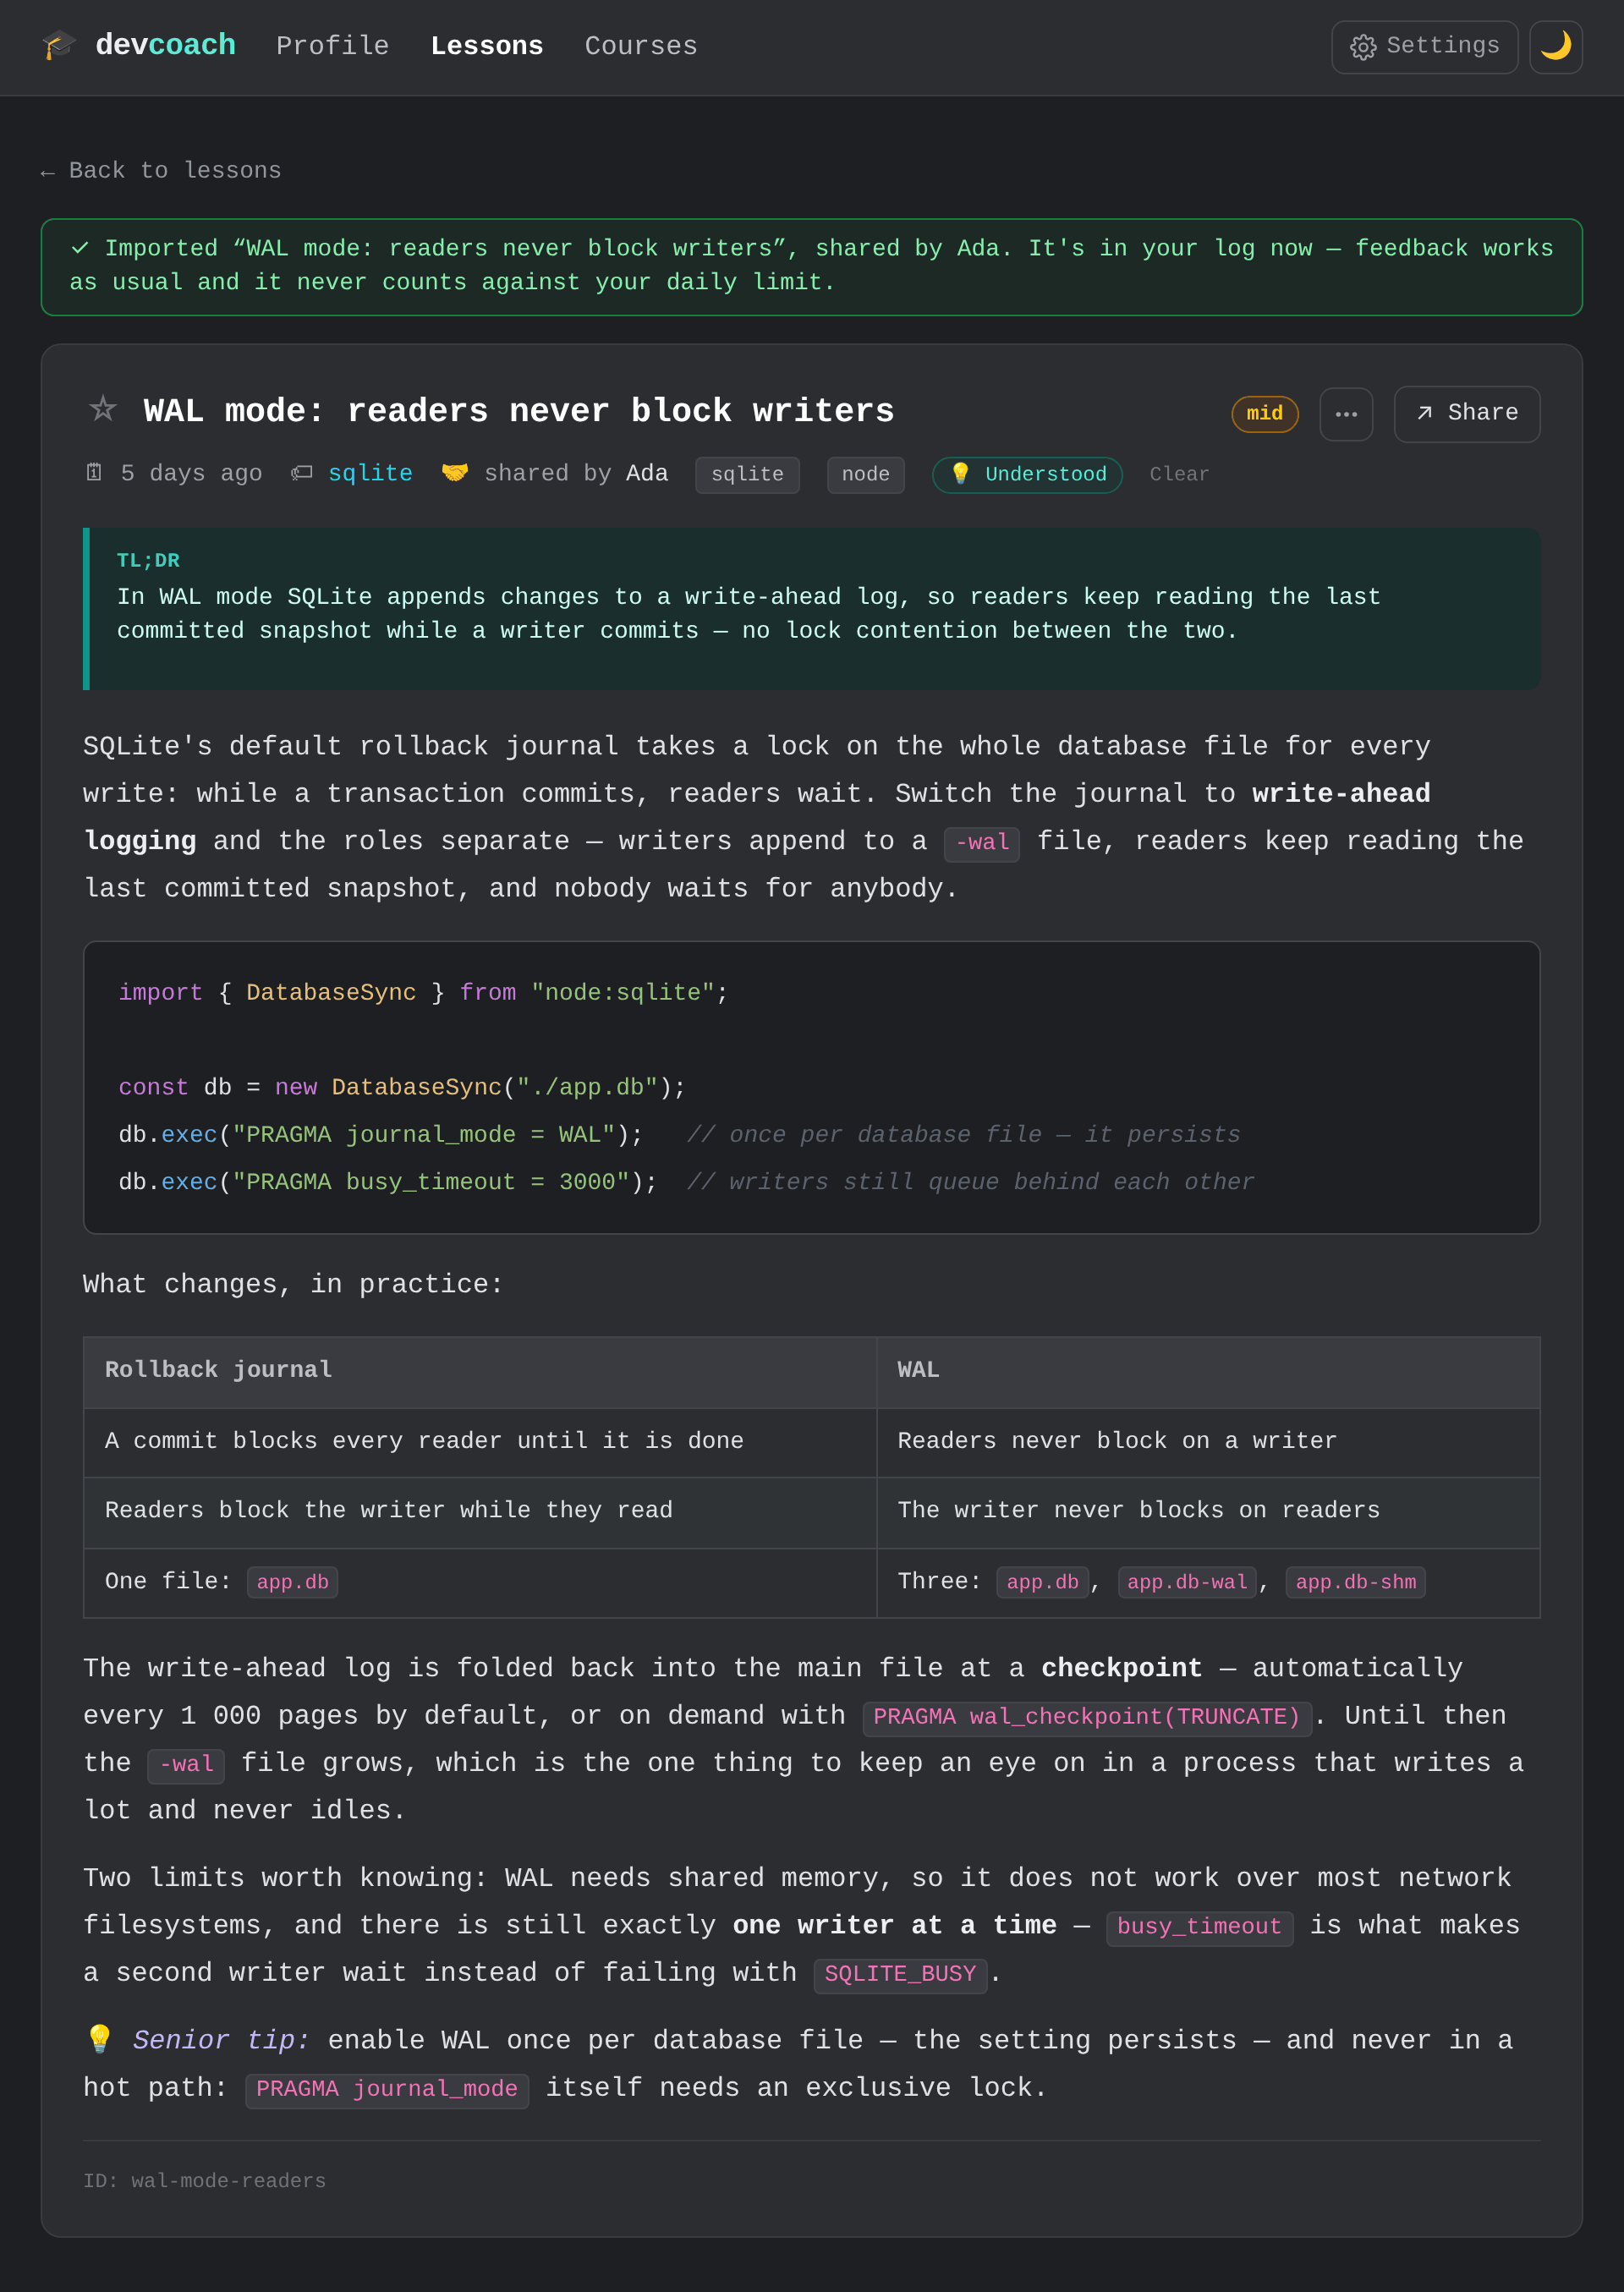 devcoach Profile Lessons Courses Settings
← Back to lessons
✓ Imported “WAL mode: readers never block writers”, shared by Ada. It's in your log now — feedback works
as usual and it never counts against your daily limit.
☆ WAL mode: readers never block writers mid ··· ↗ Share
5 days ago sqlite shared by Ada sqlite node Understood Clear
TL;DR
In WAL mode SQLite appends changes to a write-ahead log, so readers keep reading the last
committed snapshot while a writer commits — no lock contention between the two.
SQLite's default rollback journal takes a lock on the whole database file for every
write: while a transaction commits, readers wait. Switch the journal to write-ahead
logging and the roles separate — writers append to a -wal file, readers keep reading the
last committed snapshot, and nobody waits for anybody.
import { DatabaseSync } from "node:sqlite";
const db = new DatabaseSync("./app.db");
db.exec("PRAGMA journal_mode = WAL");   // once per database file — it persists
db.exec("PRAGMA busy_timeout = 3000");  // writers still queue behind each other
What changes, in practice:
Rollback journal WAL
A commit blocks every reader until it is done Readers never block on a writer
Readers block the writer while they read The writer never blocks on readers
One file: app.db Three: app.db, app.db-wal, app.db-shm
The write-ahead log is folded back into the main file at a checkpoint — automatically
every 1 000 pages by default, or on demand with PRAGMA wal_checkpoint(TRUNCATE). Until then
the -wal file grows, which is the one thing to keep an eye on in a process that writes a
lot and never idles.
Two limits worth knowing: WAL needs shared memory, so it does not work over most network
filesystems, and there is still exactly one writer at a time — busy_timeout is what makes
a second writer wait instead of failing with SQLITE_BUSY.
💡 Senior tip: enable WAL once per database file — the setting persists — and never in a
hot path: PRAGMA journal_mode itself needs an exclusive lock.
ID: wal-mode-readers